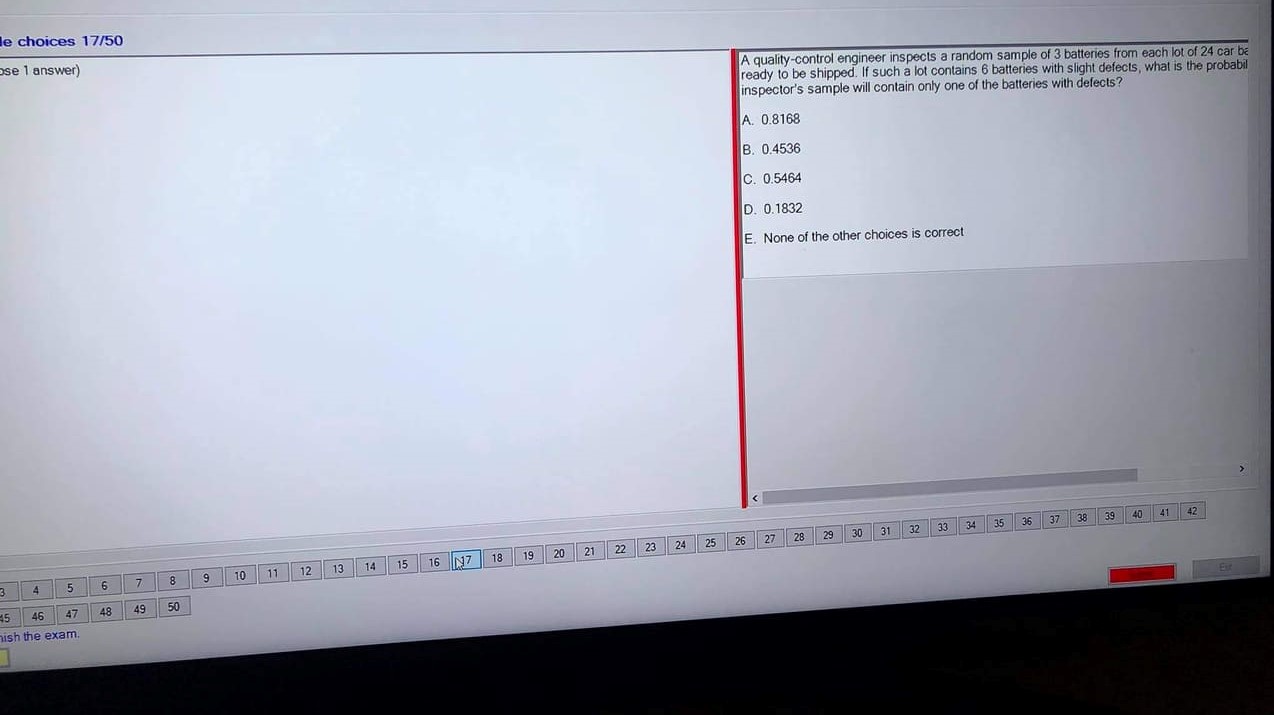 le choices 17/50
ose 1 answer)
A quality-control engineer inspects a random sample of 3 batteries from each lot of 24 car ba
ready to be shipped. If such a lot contains 6 batteries with slight defects, what is the probabil
inspector's sample will contain only one of the batteries with defects?
A. 0.8168
B. 0.4536
C. 0.5464
D. 0.1832
E. None of the other choices is correct
3 4 5 6 7 8 9 10 11 12 13 14 15 16 17 18 19 20 21 22 23 24 25 26 27 28 29 30 31 32 33 34 35 36 37 38 39 40 41 42
45 46 47 48 49 50
nish the exam.